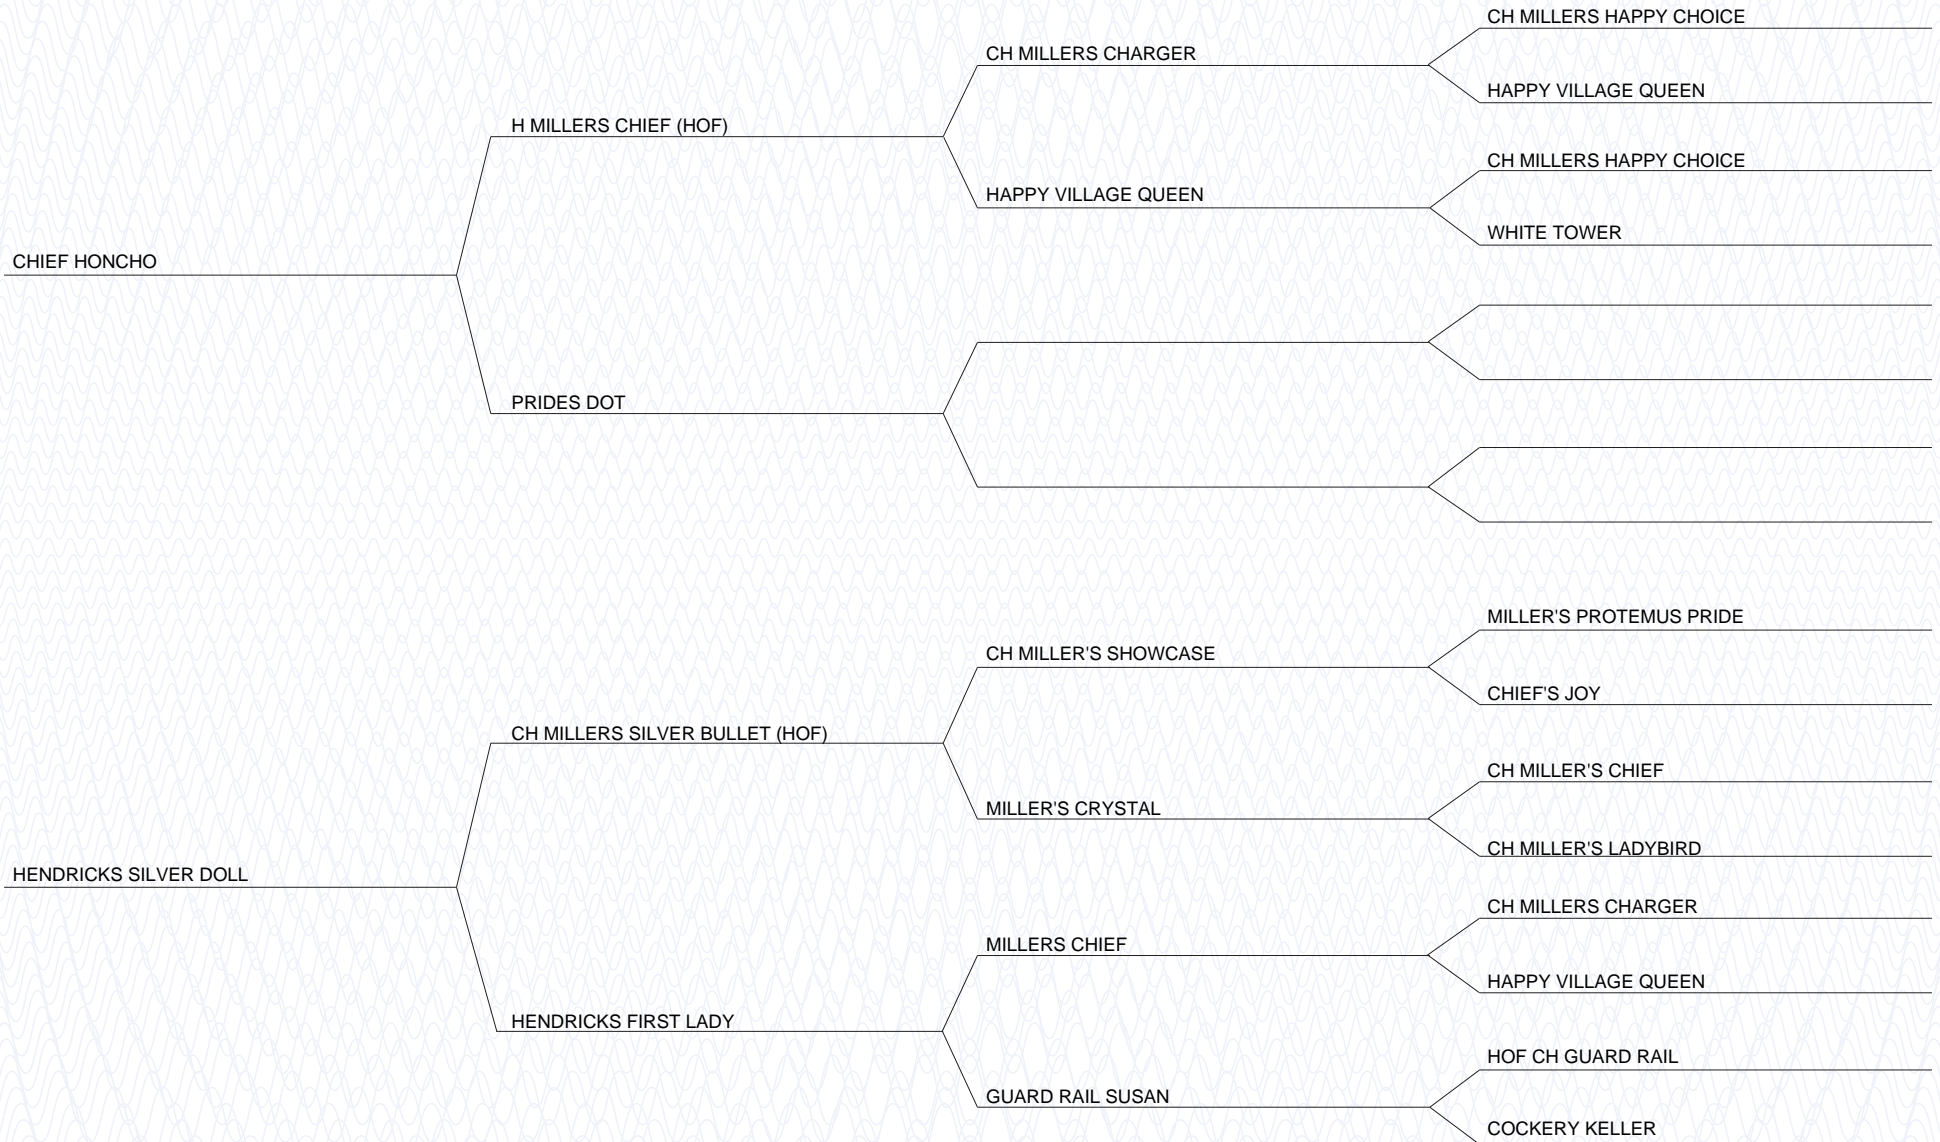 CH MILLERS HAPPY CHOICE
CH MILLERS CHARGER
HAPPY VILLAGE QUEEN
H MILLERS CHIEF (HOF)
CH MILLERS HAPPY CHOICE
HAPPY VILLAGE QUEEN
WHITE TOWER
CHIEF HONCHO
PRIDES DOT
MILLER'S PROTEMUS PRIDE
CH MILLER'S SHOWCASE
CHIEF'S JOY
CH MILLERS SILVER BULLET (HOF)
CH MILLER'S CHIEF
MILLER'S CRYSTAL
CH MILLER'S LADYBIRD
HENDRICKS SILVER DOLL
CH MILLERS CHARGER
MILLERS CHIEF
HAPPY VILLAGE QUEEN
HENDRICKS FIRST LADY
HOF CH GUARD RAIL
GUARD RAIL SUSAN
COCKERY KELLER